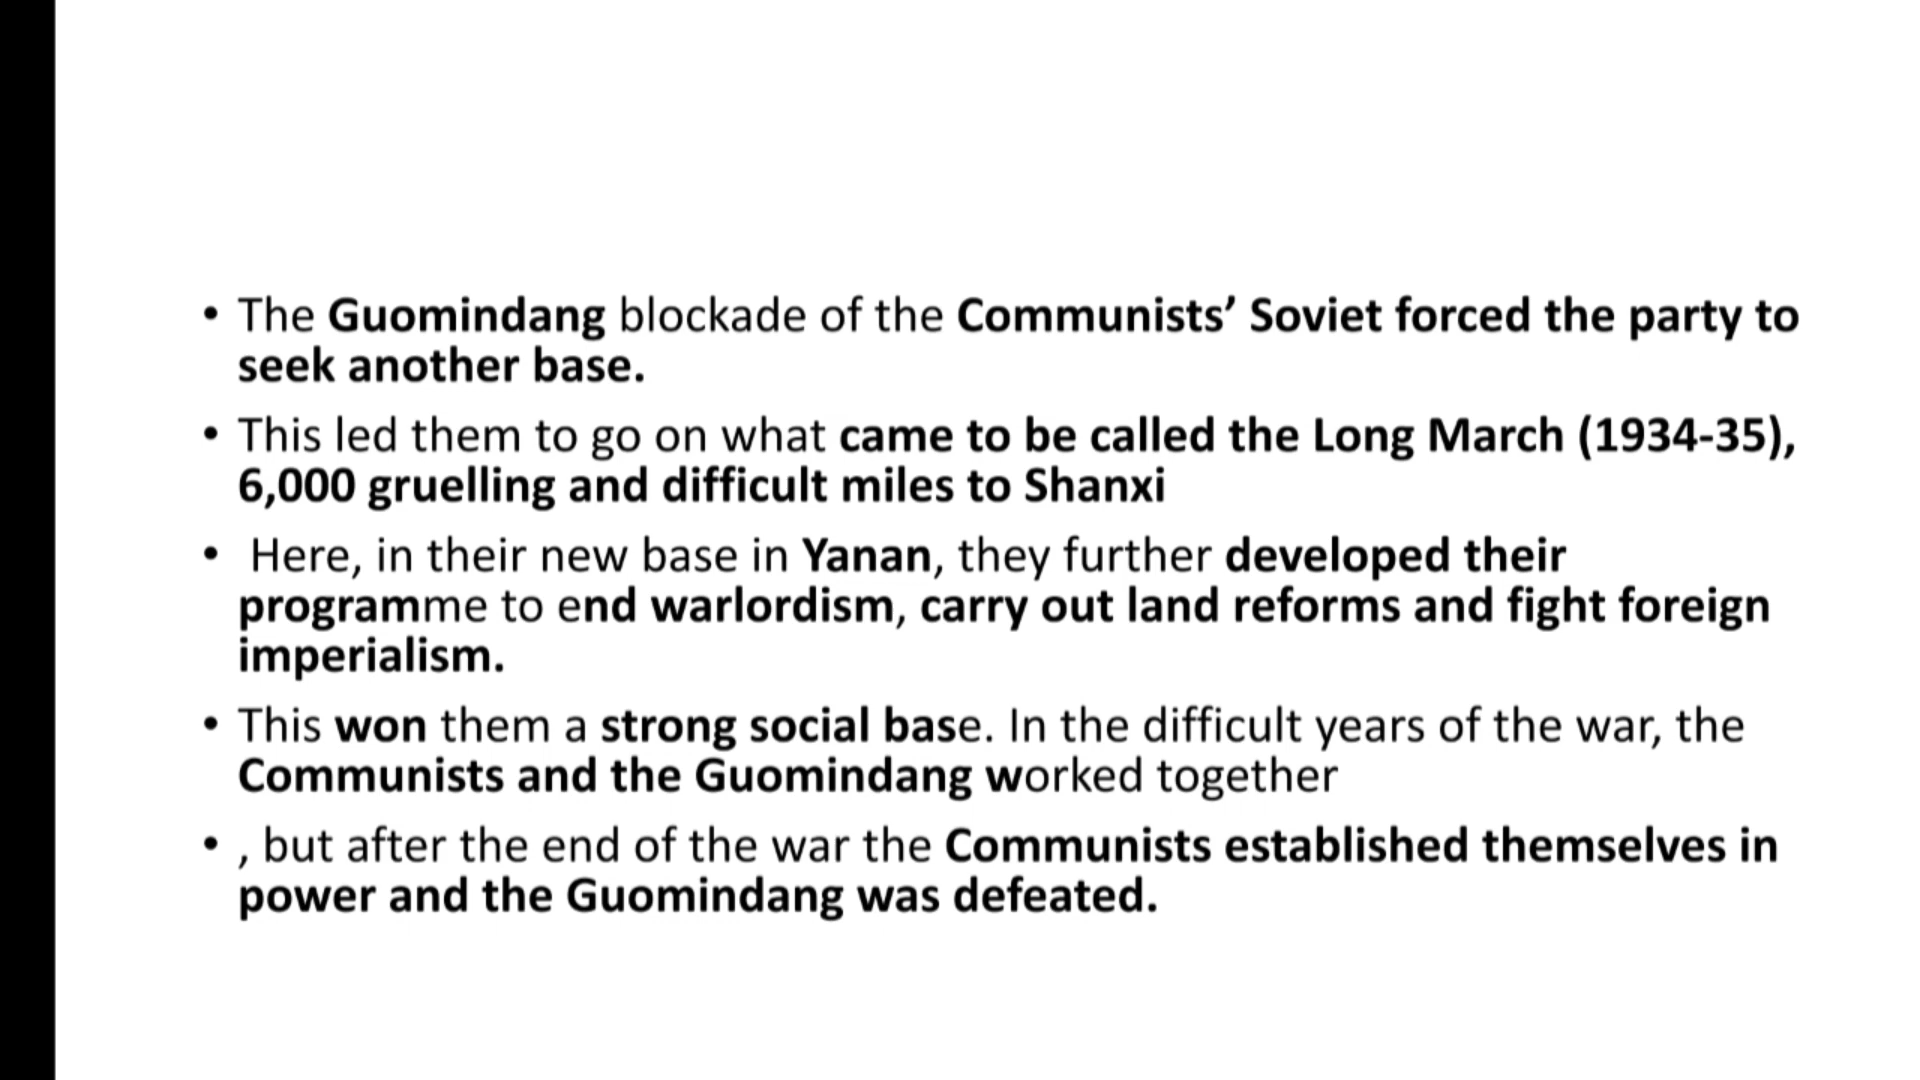 • The Guomindang blockade of the Communists’ Soviet forced the party to
seek another base.
• This led them to go on what came to be called the Long March (1934-35),
6,000 gruelling and difficult miles to Shanxi
• Here, in their new base in Yanan, they further developed their
programme to end warlordism, carry out land reforms and fight foreign
imperialism.
• This won them a strong social base. In the difficult years of the war, the
Communists and the Guomindang worked together
• , but after the end of the war the Communists established themselves in
power and the Guomindang was defeated.